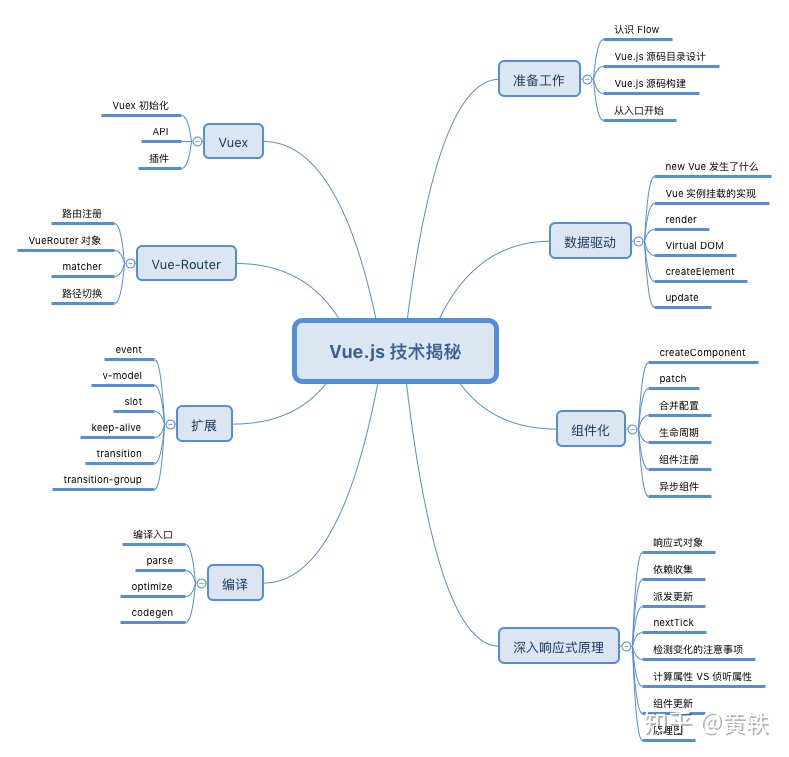 Vue.js 技术揭秘
准备工作
认识 Flow
Vue.js 源码目录设计
Vue.js 源码构建
从入口开始
数据驱动
new Vue 发生了什么
Vue 实例挂载的实现
render
Virtual DOM
createElement
update
组件化
createComponent
patch
合并配置
生命周期
组件注册
异步组件
深入响应式原理
响应式对象
依赖收集
派发更新
nextTick
检测变化的注意事项
计算属性 VS 侦听属性
组件更新
原理图
Vuex
Vuex 初始化
API
插件
Vue-Router
路由注册
VueRouter 对象
matcher
路径切换
扩展
event
v-model
slot
keep-alive
transition
transition-group
编译
编译入口
parse
optimize
codegen
知乎 @黄轶